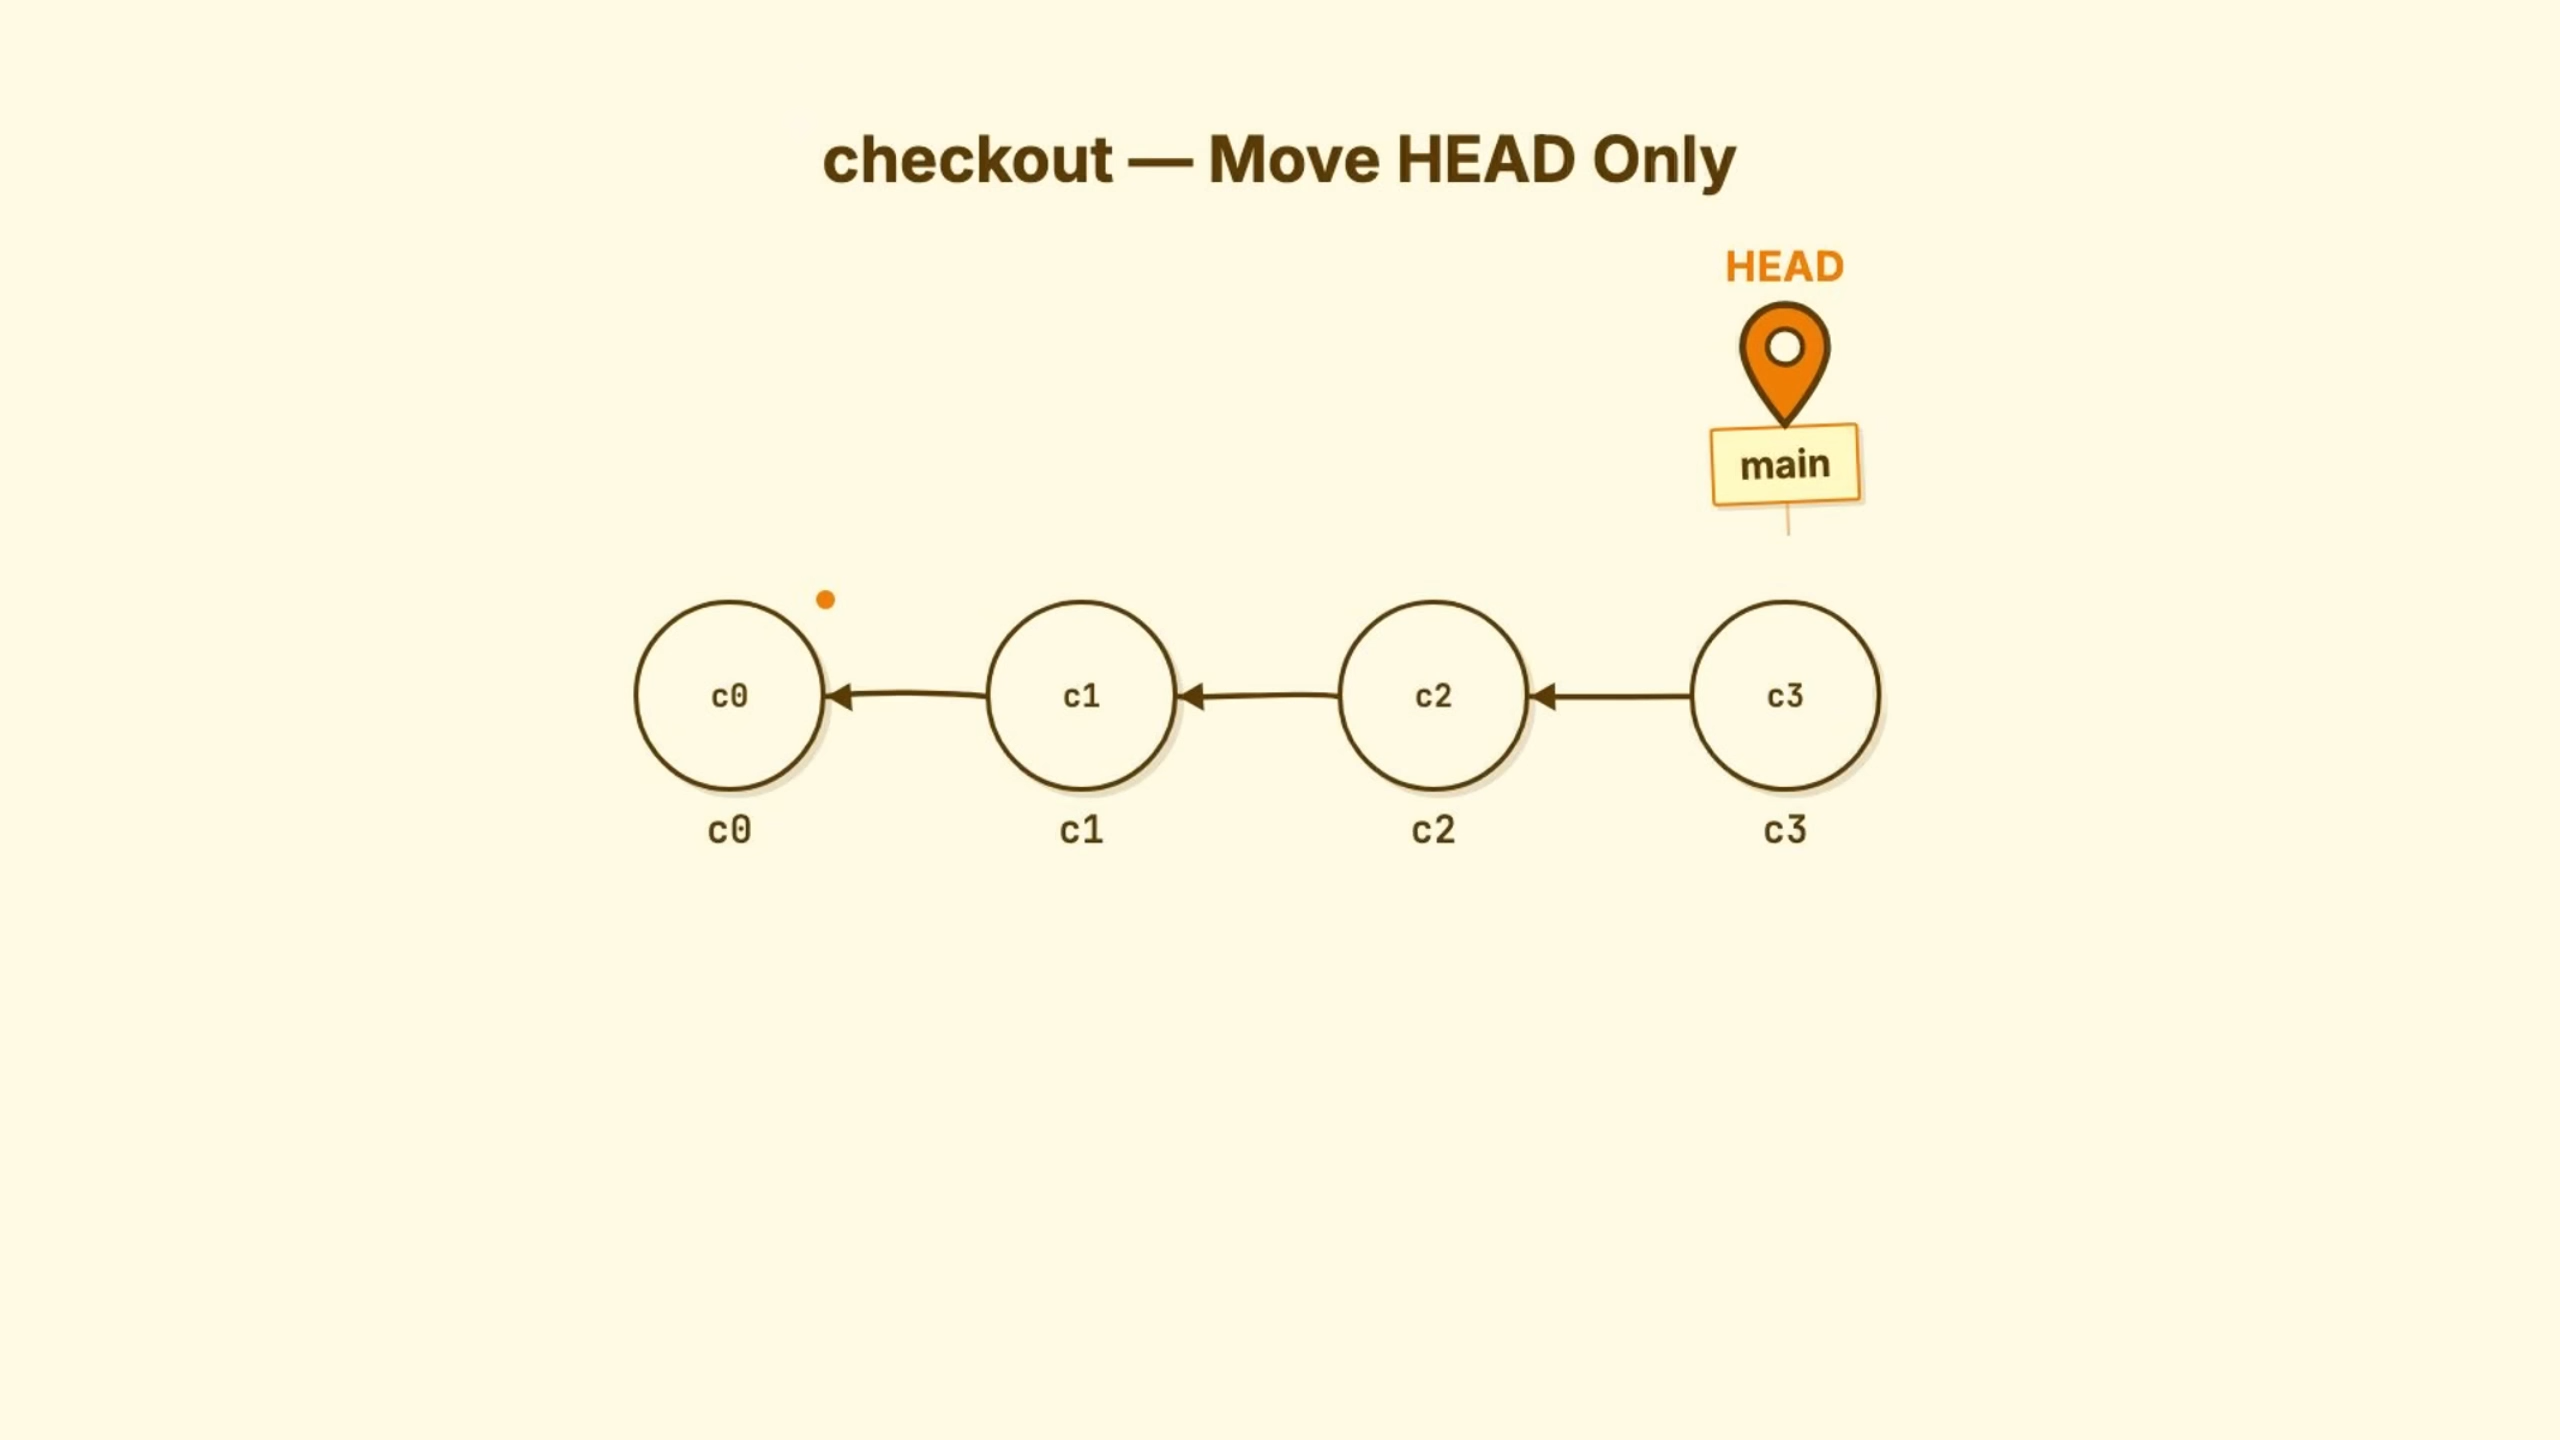 checkout — Move HEAD Only
HEAD
main
c0 c1 c2 c3
c0 c1 c2 c3